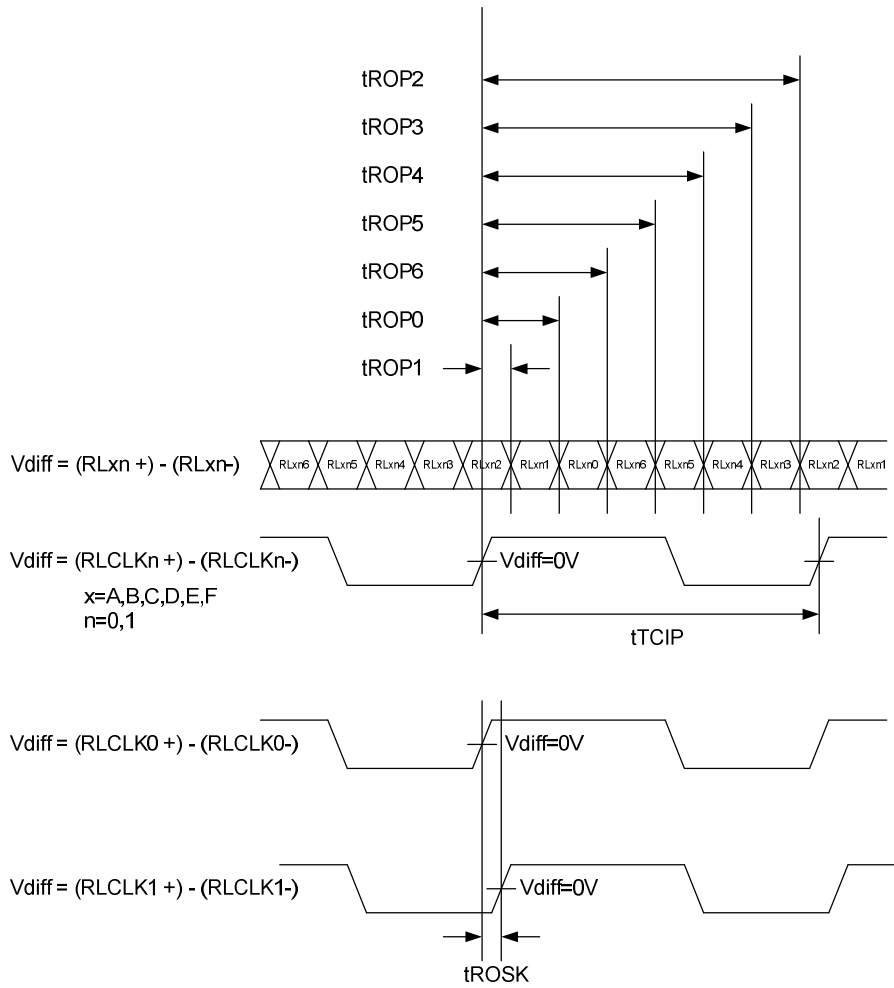 tROP2
tROP3
tROP4
tROP5
tROP6
tROP0
tROP1
Vdiff = (RLxn +) - (RLxn-)
RLxn6 RLxn5 RLxn4 RLxn3 RLxn2 RLxn1 RLxn0 RLxn6 RLxn5 RLxn4 RLxn3 RLxn2 RLxn1
Vdiff = (RLCLKn +) - (RLCLKn-) Vdiff=0V
x=A,B,C,D,E,F
n=0,1
tTCIP
Vdiff = (RLCLK0 +) - (RLCLK0-) Vdiff=0V
Vdiff = (RLCLK1 +) - (RLCLK1-) Vdiff=0V
tROSK